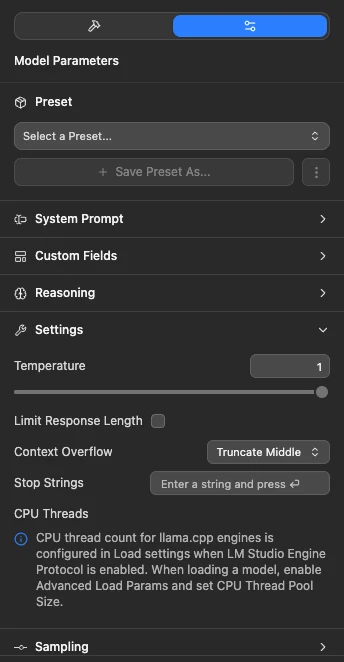 Model Parameters
Preset
Select a Preset...
+ Save Preset As...
System Prompt
Custom Fields
Reasoning
Settings
Temperature 1
Limit Response Length
Context Overflow Truncate Middle
Stop Strings Enter a string and press ⏎
CPU Threads
CPU thread count for llama.cpp engines is
configured in Load settings when LM Studio Engine
Protocol is enabled. When loading a model, enable
Advanced Load Params and set CPU Thread Pool
Size.
Sampling